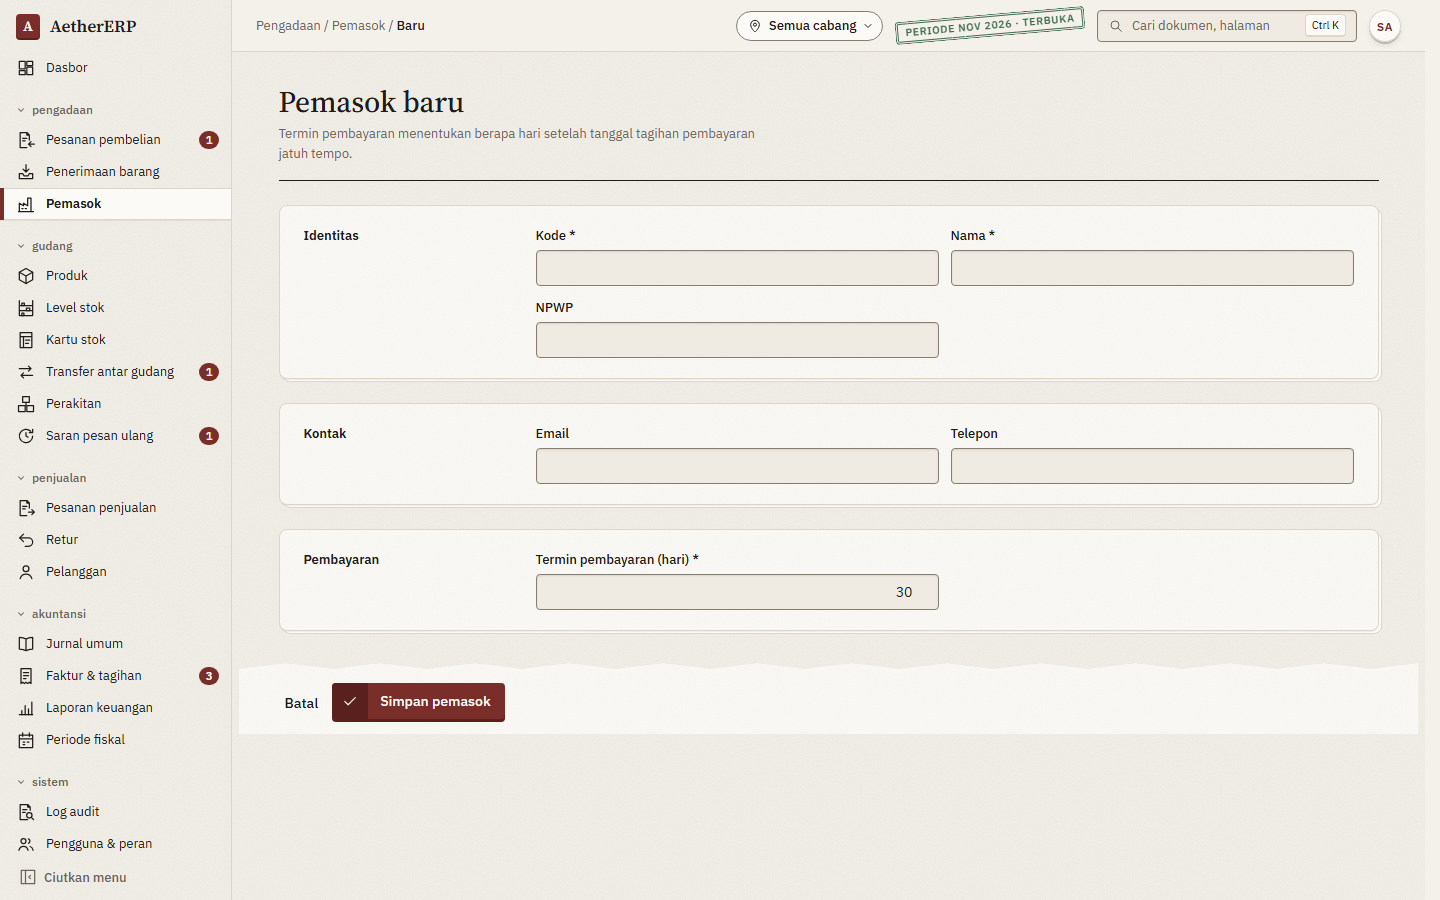 A AetherERP
Pengadaan / Pemasok / Baru
Semua cabang
PERIODE NOV 2026 · TERBUKA
Cari dokumen, halaman
Ctrl K
SA
Dasbor
pengadaan
Pesanan pembelian 1
Penerimaan barang
Pemasok
gudang
Produk
Level stok
Kartu stok
Transfer antar gudang 1
Perakitan
Saran pesan ulang 1
penjualan
Pesanan penjualan
Retur
Pelanggan
akuntansi
Jurnal umum
Faktur & tagihan 3
Laporan keuangan
Periode fiskal
sistem
Log audit
Pengguna & peran
Ciutkan menu
Pemasok baru
Termin pembayaran menentukan berapa hari setelah tanggal tagihan pembayaran
jatuh tempo.
Identitas
Kode *
Nama *
NPWP
Kontak
Email
Telepon
Pembayaran
Termin pembayaran (hari) *
30
Batal
Simpan pemasok